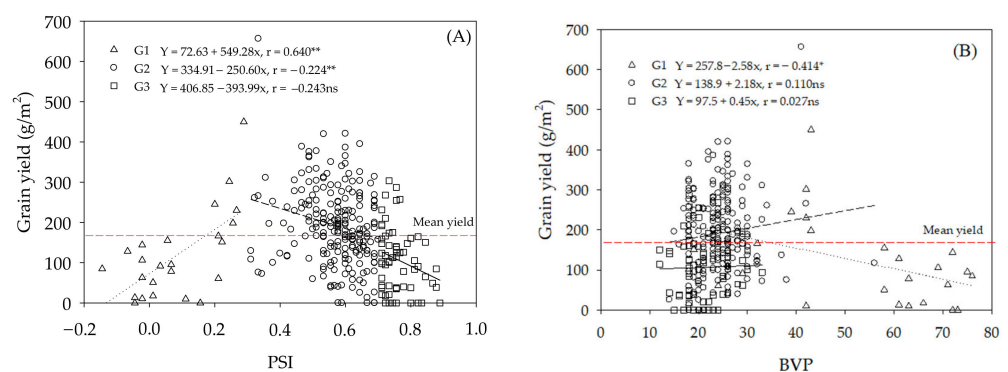 (A)
G1 Y = 72.63 + 549.28x, r = 0.640**
G2 Y = 334.91 − 250.60x, r = −0.224**
G3 Y = 406.85 − 393.99x, r = −0.243ns
Grain yield (g/m²)
700
600
500
400
300
200
100
0
Mean yield
−0.2 0.0 0.2 0.4 0.6 0.8 1.0
PSI
(B)
G1 Y = 257.8−2.58x, r = − 0.414*
G2 Y = 138.9 + 2.18x, r = 0.110ns
G3 Y = 97.5 + 0.45x, r = 0.027ns
Grain yield (g/m²)
700
600
500
400
300
200
100
0
Mean yield
0 10 20 30 40 50 60 70 80
BVP